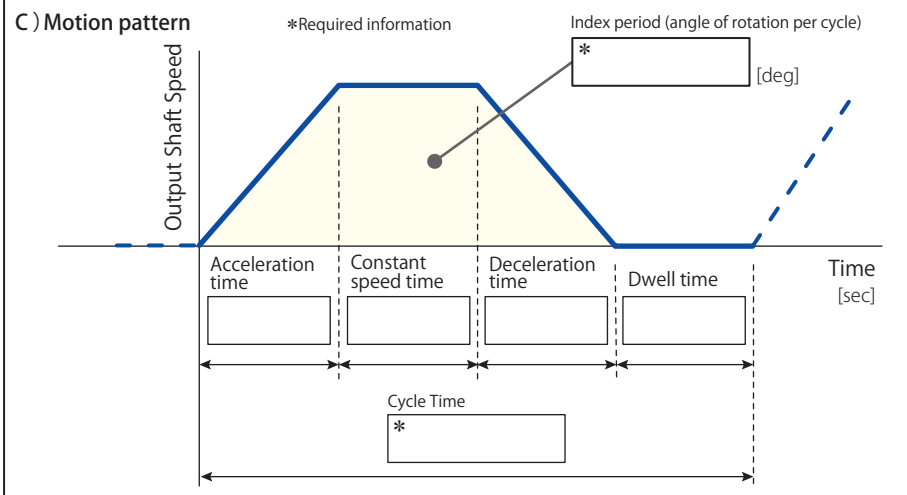 C）Motion pattern
*Required information
Index period (angle of rotation per cycle)
*
[deg]
Output Shaft Speed
Acceleration
time
Constant
speed time
Deceleration
time
Dwell time
Time
[sec]
Cycle Time
*